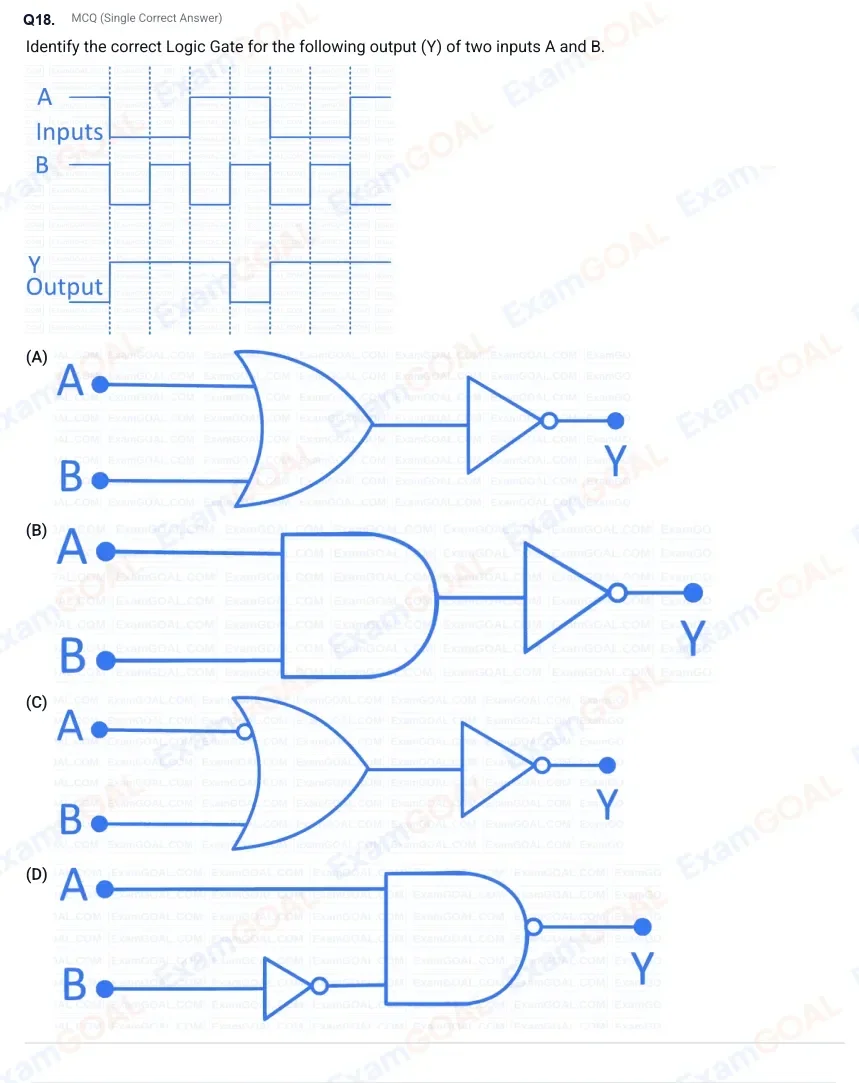 Q18. MCQ (Single Correct Answer)
Identify the correct Logic Gate for the following output (Y) of two inputs A and B.
A
Inputs
B
Y
Output
(A)
A
B
Y
(B)
A
B
Y
(C)
A
B
Y
(D)
A
B
Y
ExamGOAL